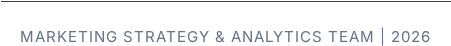 MARKETING STRATEGY & ANALYTICS TEAM | 2026